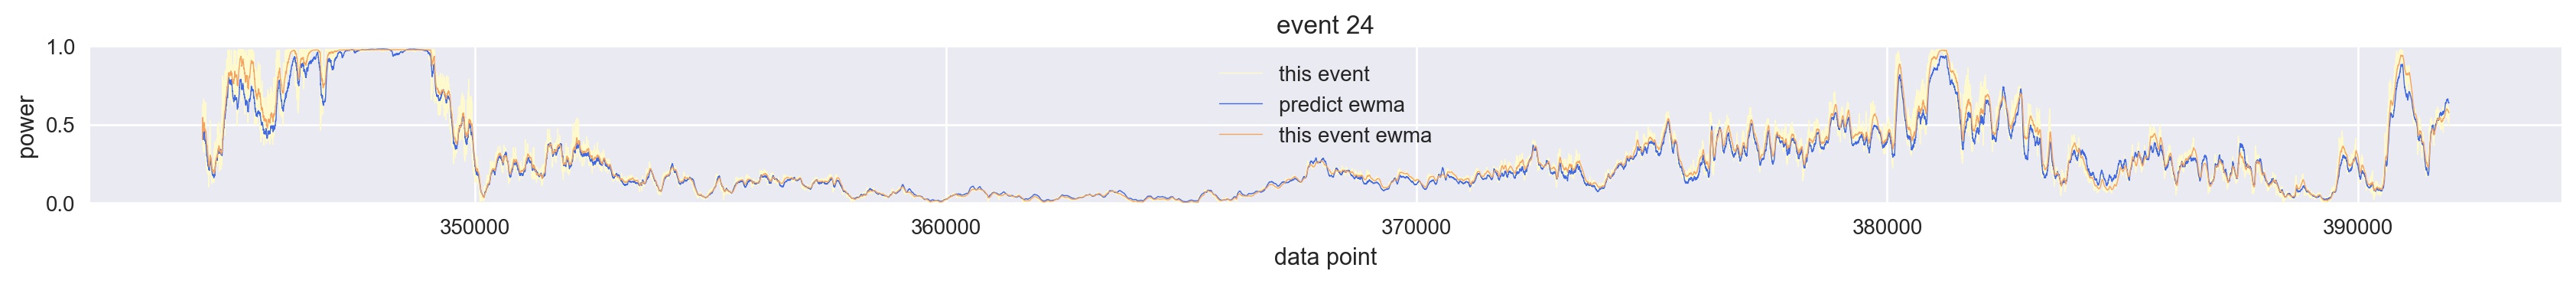 event 24
1.0
0.5
0.0
power
this event
predict ewma
this event ewma
350000 360000 370000 380000 390000
data point